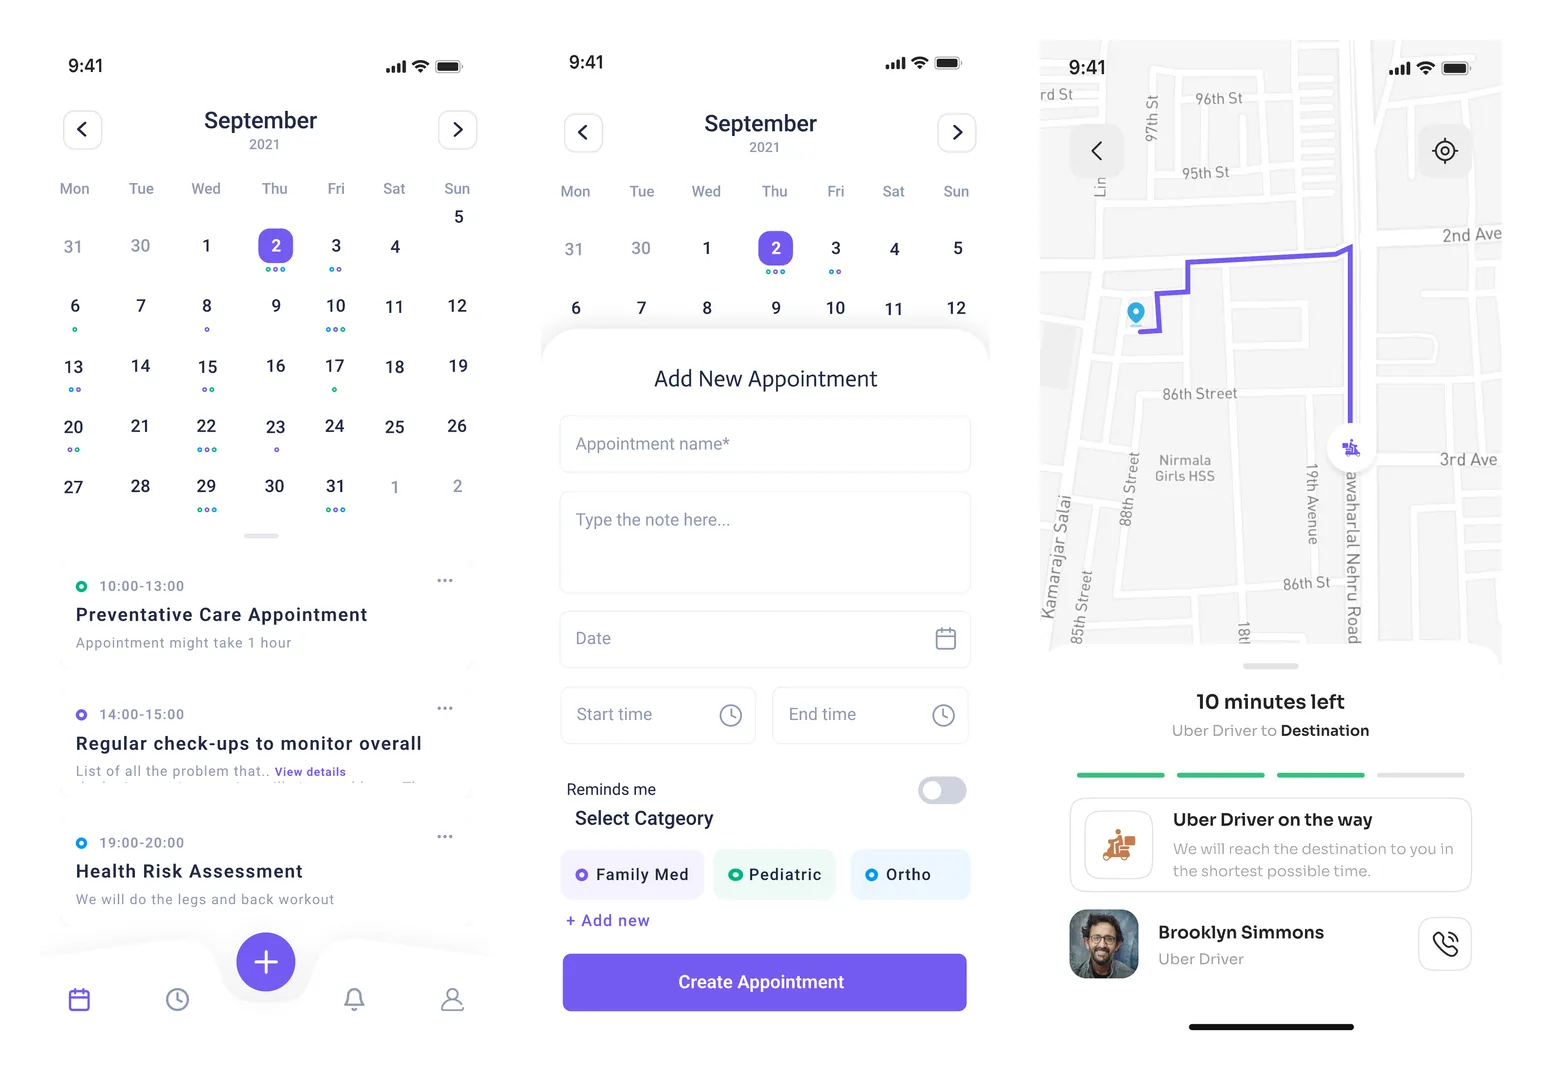 9:41
September
2021
Mon Tue Wed Thu Fri Sat Sun
5
31 30 1 2 3 4
6 7 8 9 10 11 12
13 14 15 16 17 18 19
20 21 22 23 24 25 26
27 28 29 30 31 1 2
10:00-13:00
Preventative Care Appointment
Appointment might take 1 hour
14:00-15:00
Regular check-ups to monitor overall
List of all the problem that.. View details
19:00-20:00
Health Risk Assessment
We will do the legs and back workout
9:41
September
2021
Mon Tue Wed Thu Fri Sat Sun
31 30 1 2 3 4 5
6 7 8 9 10 11 12
Add New Appointment
Appointment name*
Type the note here...
Date
Start time End time
Reminds me
Select Catgeory
Family Med Pediatric Ortho
+ Add new
Create Appointment
9:41
rd St
96th St
97th St
95th St
Lin
2nd Ave
86th Street
Nirmala
Girls HSS
3rd Ave
88th Street
19th Avenue
Kamarajar Salai
awaharlal Nehru Road
85th Street
86th St
10 minutes left
Uber Driver to Destination
Uber Driver on the way
We will reach the destination to you in
the shortest possible time.
Brooklyn Simmons
Uber Driver